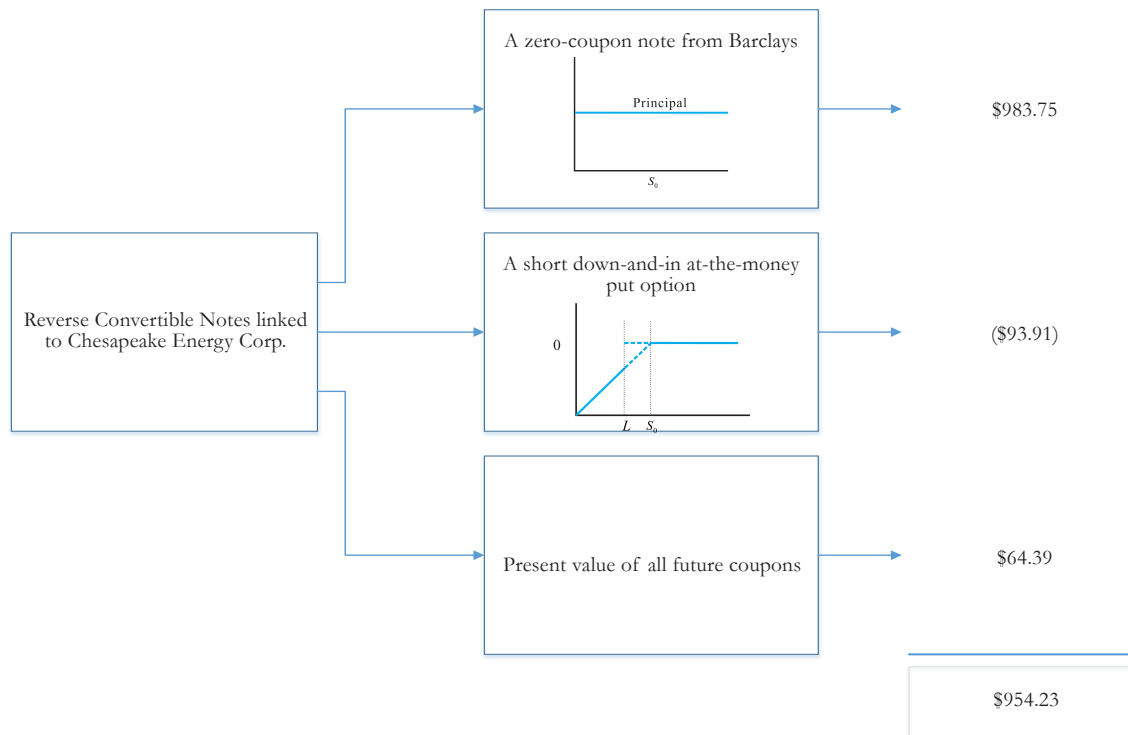 A zero-coupon note from Barclays
Principal
S₀
$983.75
Reverse Convertible Notes linked
to Chesapeake Energy Corp.
A short down-and-in at-the-money
put option
0
L S₀
($93.91)
Present value of all future coupons
$64.39
$954.23